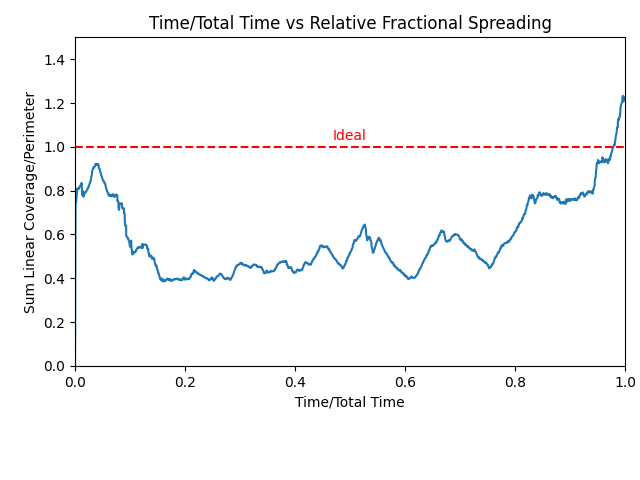 Time/Total Time vs Relative Fractional Spreading
1.4
1.2
1.0
0.8
0.6
0.4
0.2
0.0
Sum Linear Coverage/Perimeter
Ideal
0.0 0.2 0.4 0.6 0.8 1.0
Time/Total Time